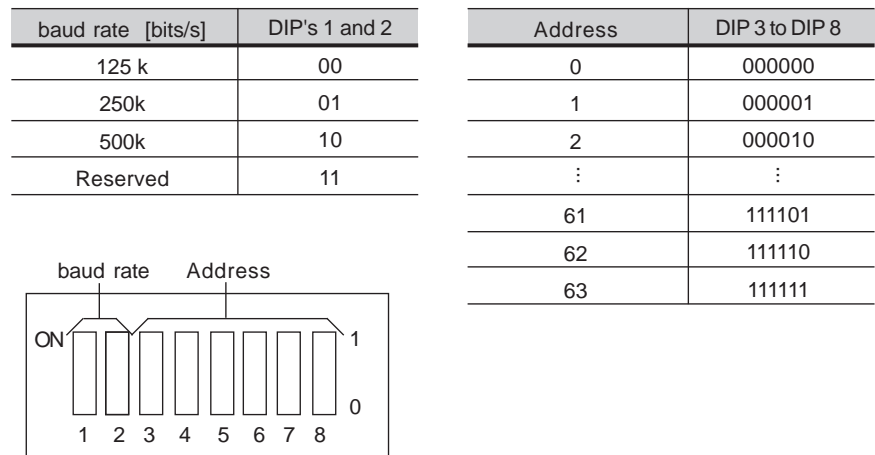 baud rate [bits/s] DIP's 1 and 2
125 k 00
250k 01
500k 10
Reserved 11
Address DIP 3 to DIP 8
0 000000
1 000001
2 000010
⋮ ⋮
61 111101
62 111110
63 111111
baud rate Address
ON 1
0
1 2 3 4 5 6 7 8